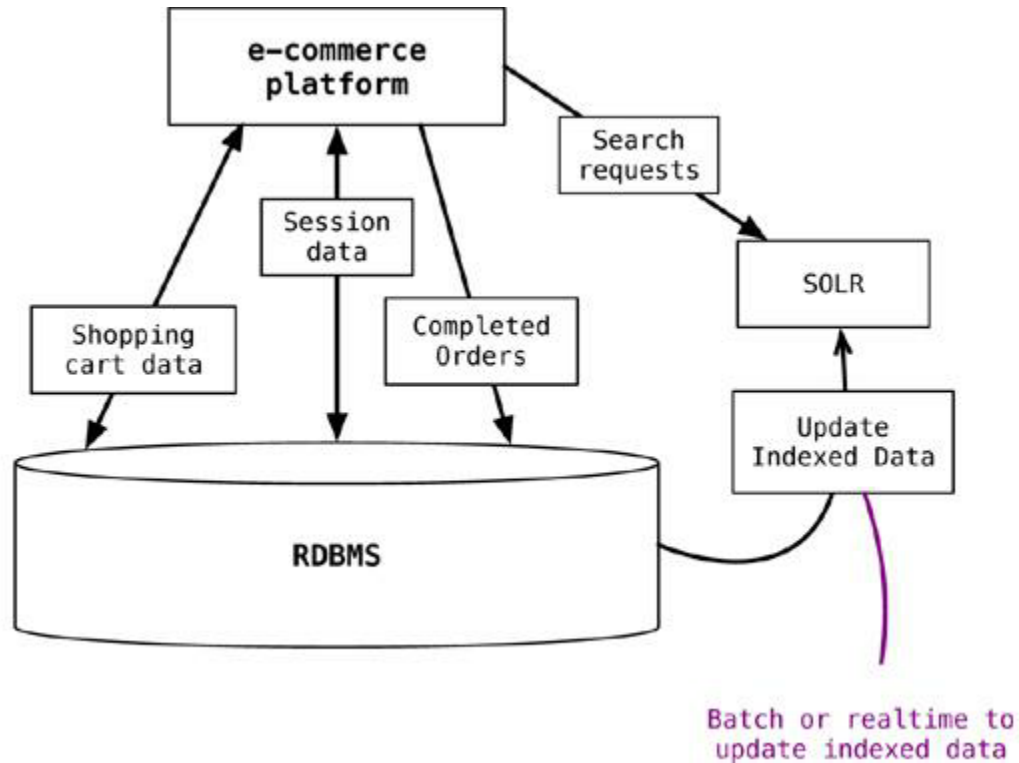 e-commerce
platform
Search
requests
Session
data
SOLR
Shopping
cart data
Completed
Orders
Update
Indexed Data
RDBMS
Batch or realtime to
update indexed data